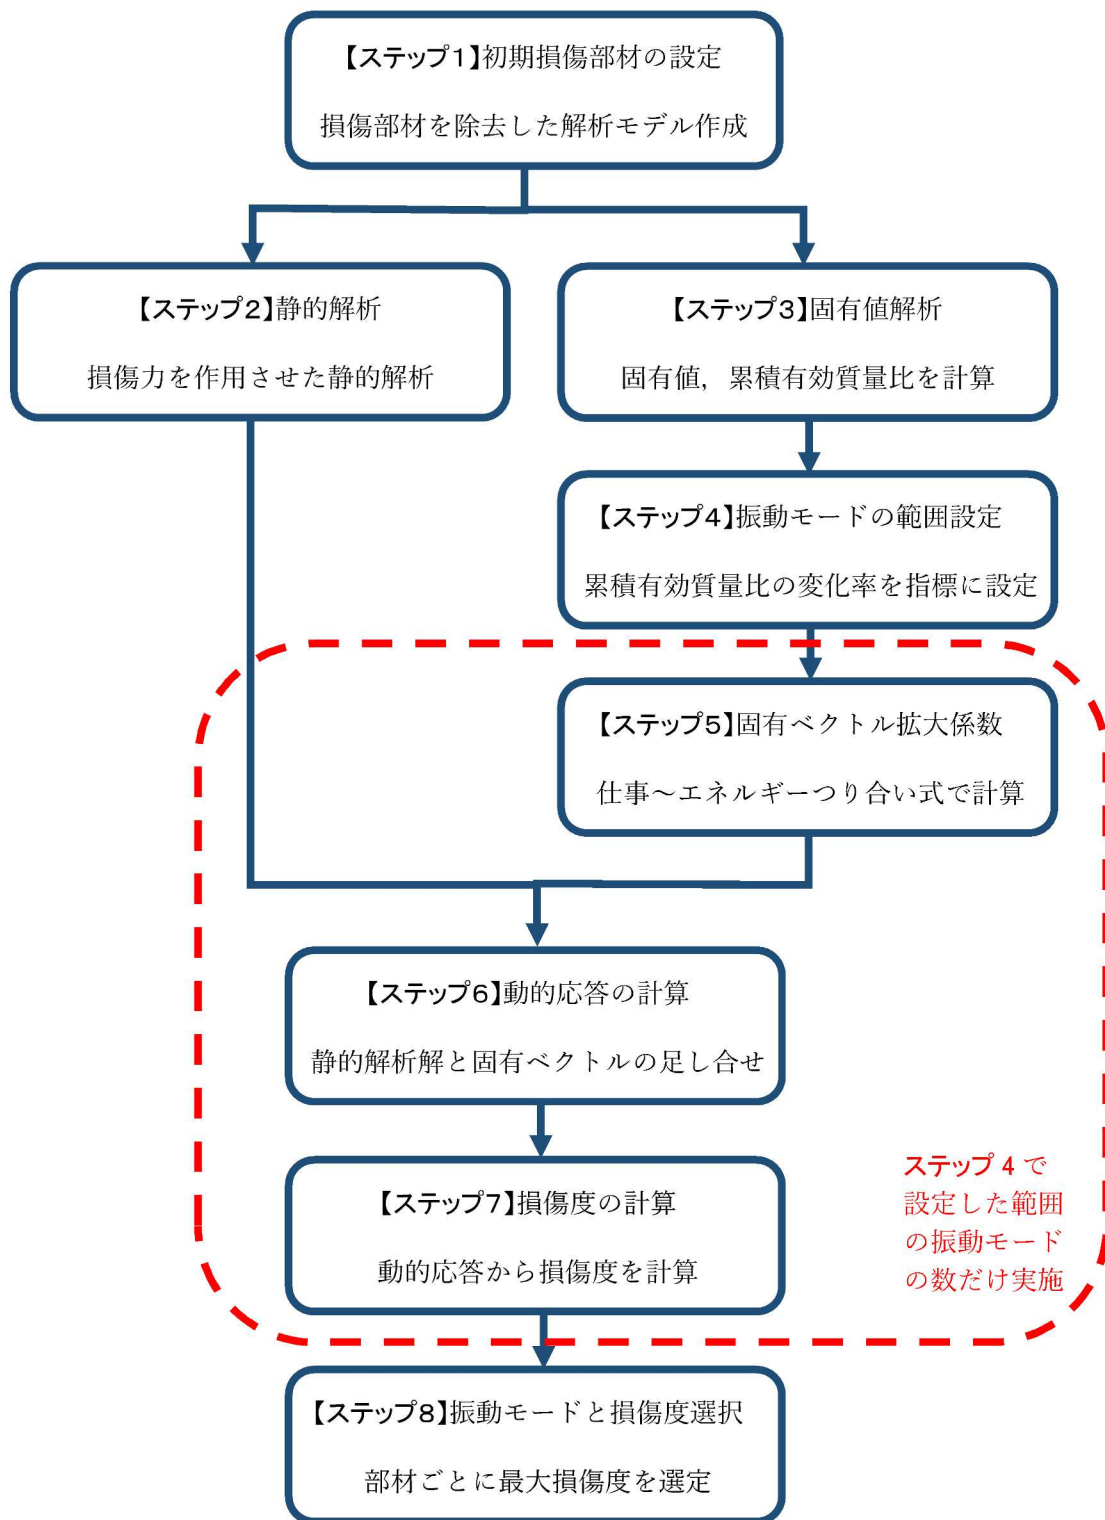 【ステップ1】初期損傷部材の設定
損傷部材を除去した解析モデル作成
【ステップ2】静的解析
損傷力を作用させた静的解析
【ステップ3】固有値解析
固有値，累積有効質量比を計算
【ステップ4】振動モードの範囲設定
累積有効質量比の変化率を指標に設定
【ステップ5】固有ベクトル拡大係数
仕事～エネルギーつり合い式で計算
【ステップ6】動的応答の計算
静的解析解と固有ベクトルの足し合せ
【ステップ7】損傷度の計算
動的応答から損傷度を計算
ステップ 4 で
設定した範囲
の振動モード
の数だけ実施
【ステップ8】振動モードと損傷度選択
部材ごとに最大損傷度を選定